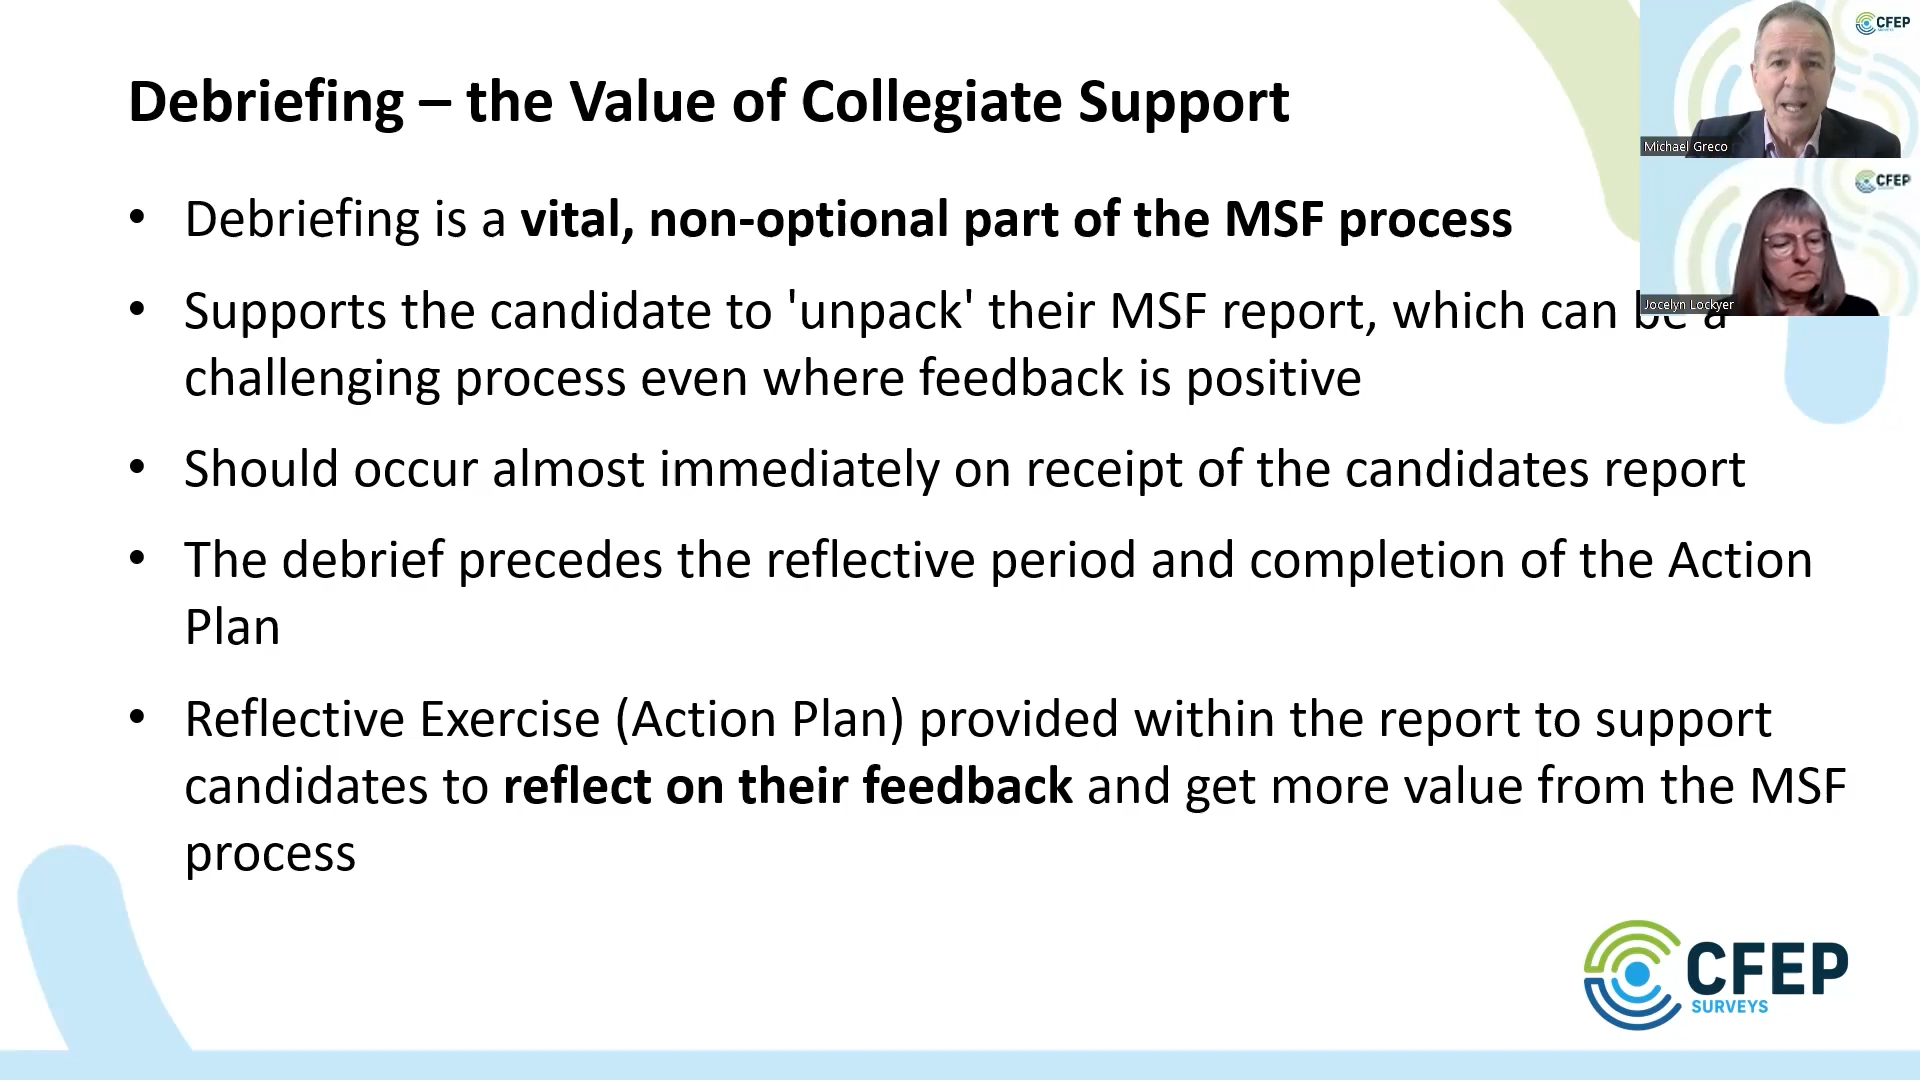 Debriefing – the Value of Collegiate Support
• Debriefing is a vital, non-optional part of the MSF process
• Supports the candidate to 'unpack' their MSF report, which can be a
challenging process even where feedback is positive
• Should occur almost immediately on receipt of the candidates report
• The debrief precedes the reflective period and completion of the Action
Plan
• Reflective Exercise (Action Plan) provided within the report to support
candidates to reflect on their feedback and get more value from the MSF
process
CFEP
Michael Greco
CFEP
Jocelyn Lockyer
CFEP
SURVEYS